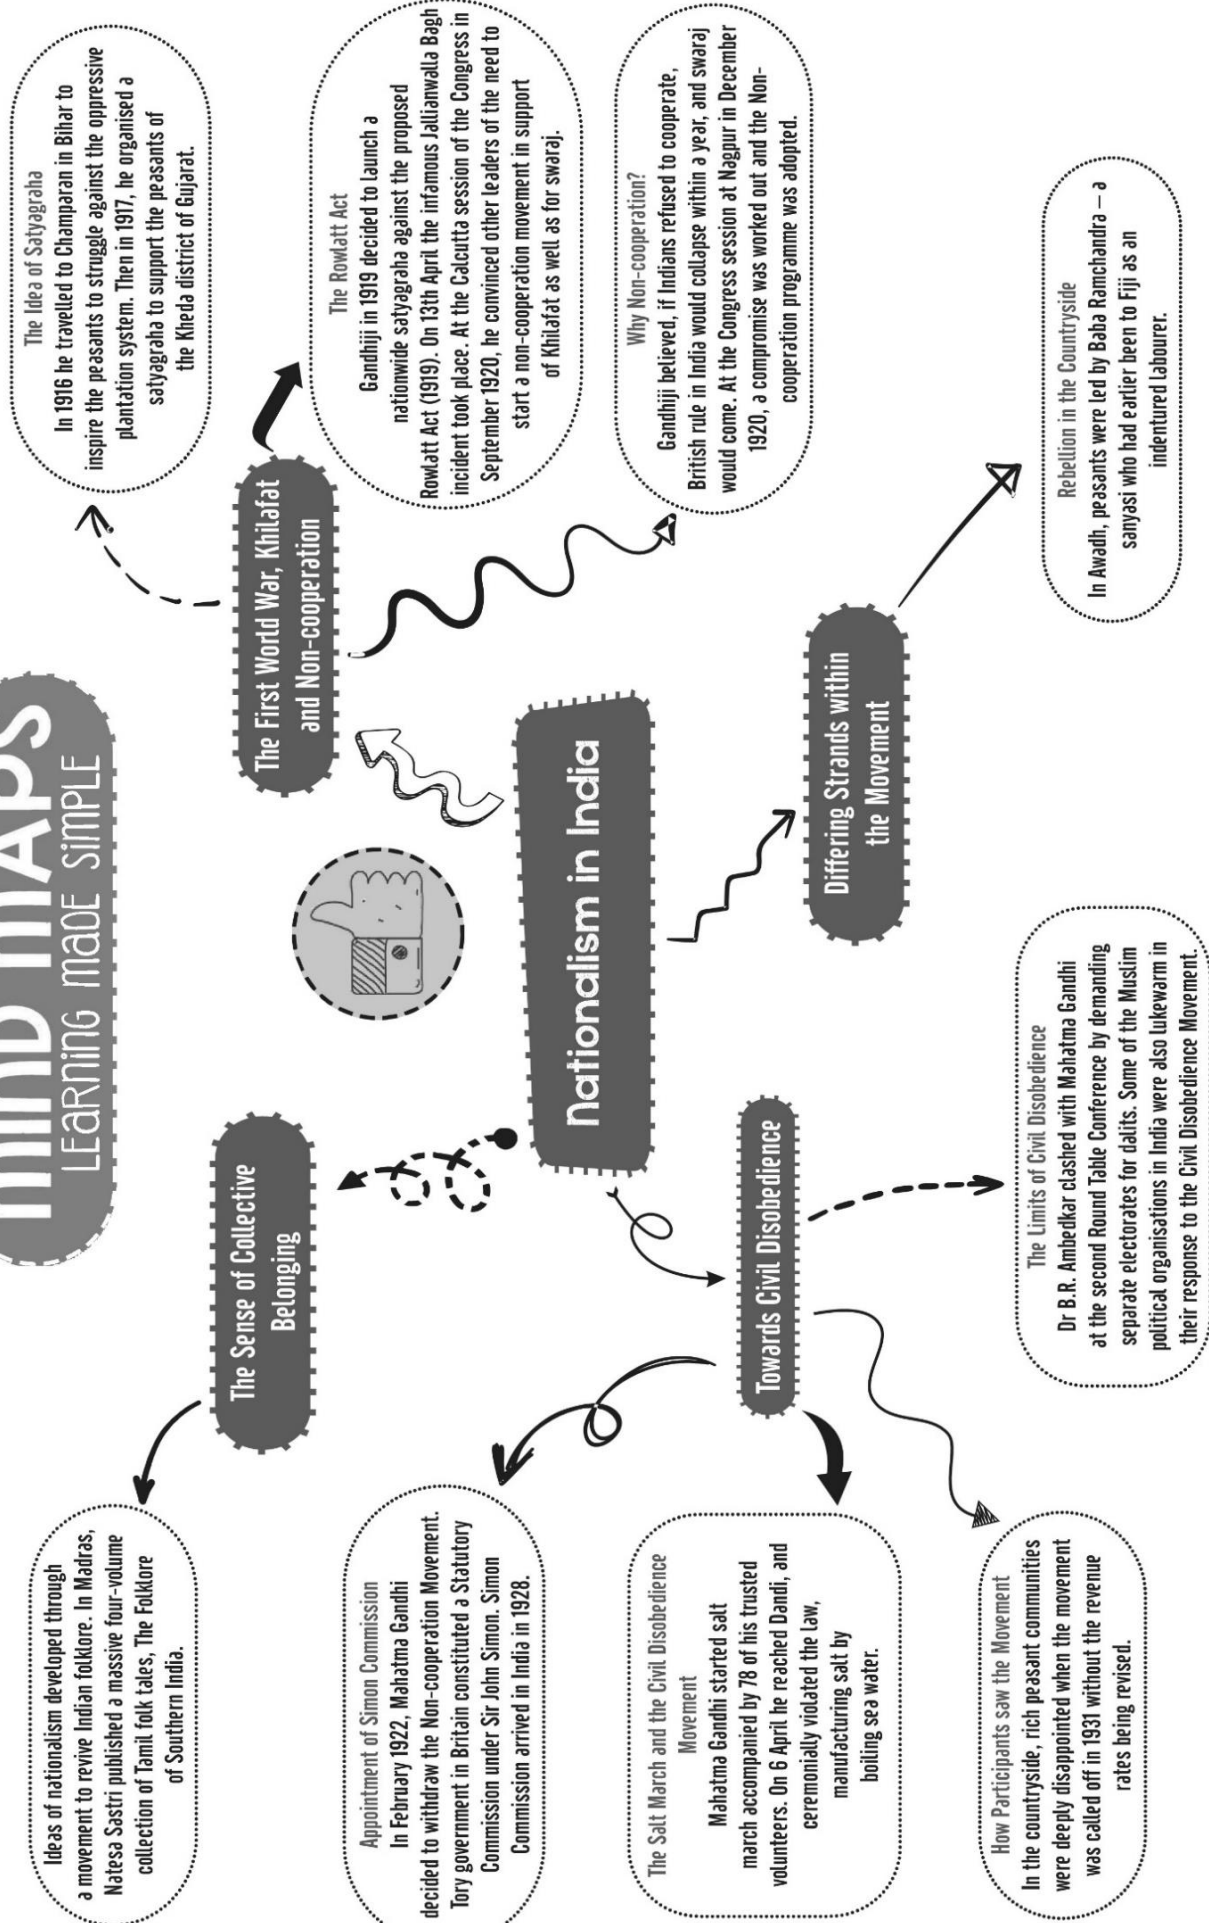 MIND MAPS
LEARNING MADE SIMPLE
Nationalism in India
The First World War, Khilafat
and Non-cooperation
The Idea of Satyagraha
In 1916 he travelled to Champaran in Bihar to
inspire the peasants to struggle against the oppressive
plantation system. Then in 1917, he organised a
satyagraha to support the peasants of
the Kheda district of Gujarat.
The Rowlatt Act
Gandhiji in 1919 decided to launch a
nationwide satyagraha against the proposed
Rowlatt Act (1919). On 13th April the infamous Jallianwalla Bagh
incident took place. At the Calcutta session of the Congress in
September 1920, he convinced other leaders of the need to
start a non-cooperation movement in support
of Khilafat as well as for swaraj.
Why Non-cooperation?
Gandhiji believed, if Indians refused to cooperate,
British rule in India would collapse within a year, and swaraj
would come. At the Congress session at Nagpur in December
1920, a compromise was worked out and the Non-
cooperation programme was adopted.
Differing Strands within
the Movement
Rebellion in the Countryside
In Awadh, peasants were led by Baba Ramchandra – a
sanyasi who had earlier been to Fiji as an
indentured labourer.
Towards Civil Disobedience
The Limits of Civil Disobedience
Dr B.R. Ambedkar clashed with Mahatma Gandhi
at the second Round Table Conference by demanding
separate electorates for dalits. Some of the Muslim
political organisations in India were also lukewarm in
their response to the Civil Disobedience Movement.
How Participants saw the Movement
In the countryside, rich peasant communities
were deeply disappointed when the movement
was called off in 1931 without the revenue
rates being revised.
The Salt March and the Civil Disobedience
Movement
Mahatma Gandhi started salt
march accompanied by 78 of his trusted
volunteers. On 6 April he reached Dandi, and
ceremonially violated the law,
manufacturing salt by
boiling sea water.
Appointment of Simon Commission
In February 1922, Mahatma Gandhi
decided to withdraw the Non-cooperation Movement.
Tory government in Britain constituted a Statutory
Commission under Sir John Simon. Simon
Commission arrived in India in 1928.
The Sense of Collective
Belonging
Ideas of nationalism developed through
a movement to revive Indian folklore. In Madras,
Natesa Sastri published a massive four-volume
collection of Tamil folk tales, The Folklore
of Southern India.